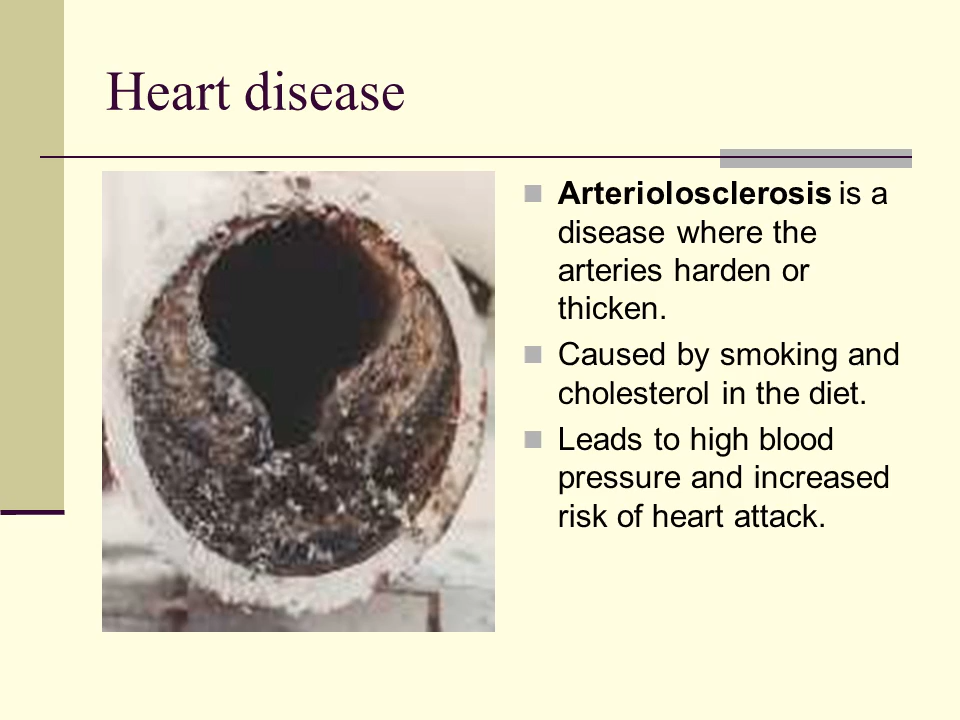 Heart disease
Arteriolosclerosis is a
disease where the
arteries harden or
thicken.
Caused by smoking and
cholesterol in the diet.
Leads to high blood
pressure and increased
risk of heart attack.